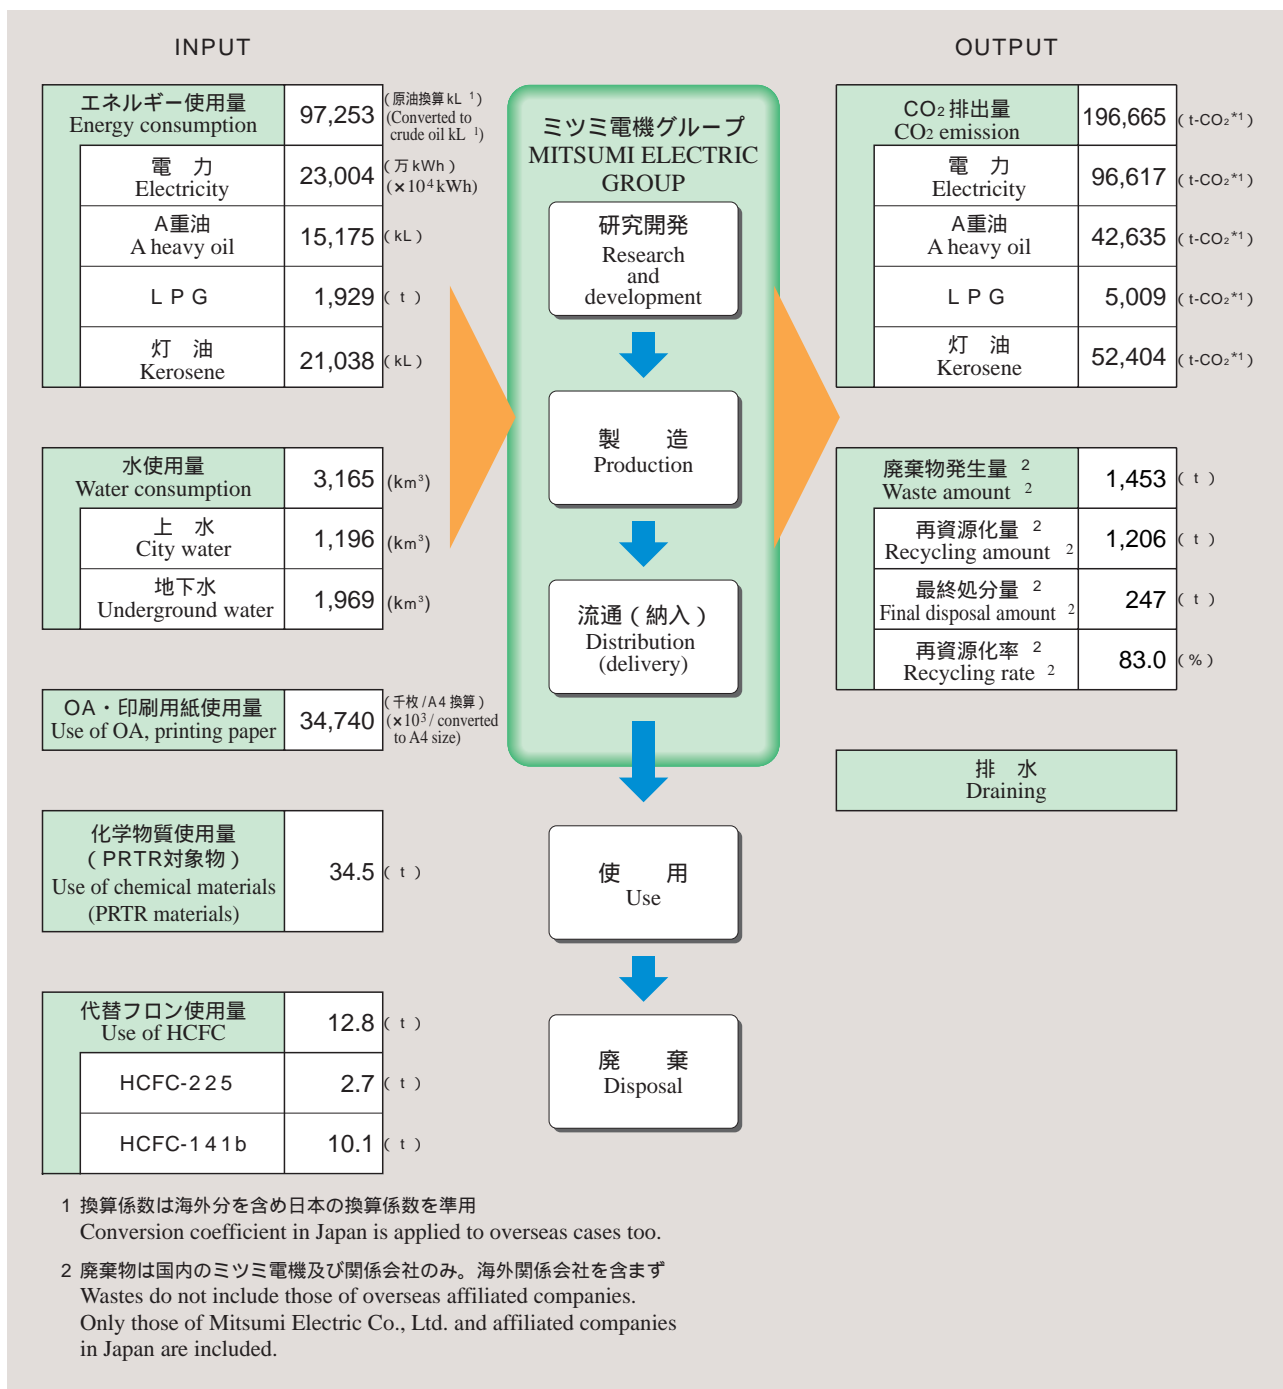 INPUT
エネルギー使用量
Energy consumption
97,253
(原油換算 kL 1)
(Converted to
crude oil kL 1)
電 力
Electricity
23,004
(万 kWh)
(×10⁴kWh)
A重油
A heavy oil
15,175 (kL)
LPG
1,929 (t)
灯 油
Kerosene
21,038 (kL)
水使用量
Water consumption
3,165 (km³)
上 水
City water
1,196 (km³)
地下水
Underground water
1,969 (km³)
OA・印刷用紙使用量
Use of OA, printing paper
34,740
(千枚/A4 換算)
(×10³/ converted
to A4 size)
化学物質使用量
(PRTR対象物)
Use of chemical materials
(PRTR materials)
34.5 (t)
代替フロン使用量
Use of HCFC
12.8 (t)
HCFC-225
2.7 (t)
HCFC-141b
10.1 (t)
ミツミ電機グループ
MITSUMI ELECTRIC
GROUP
研究開発
Research
and
development
製 造
Production
流通(納入)
Distribution
(delivery)
使 用
Use
廃 棄
Disposal
OUTPUT
CO₂排出量
CO₂ emission
196,665 (t-CO₂*1)
電 力
Electricity
96,617 (t-CO₂*1)
A重油
A heavy oil
42,635 (t-CO₂*1)
LPG
5,009 (t-CO₂*1)
灯 油
Kerosene
52,404 (t-CO₂*1)
廃棄物発生量 2
Waste amount 2
1,453 (t)
再資源化量 2
Recycling amount 2
1,206 (t)
最終処分量 2
Final disposal amount 2
247 (t)
再資源化率 2
Recycling rate 2
83.0 (%)
排 水
Draining
1 換算係数は海外分を含め日本の換算係数を準用
Conversion coefficient in Japan is applied to overseas cases too.
2 廃棄物は国内のミツミ電機及び関係会社のみ。海外関係会社を含まず
Wastes do not include those of overseas affiliated companies.
Only those of Mitsumi Electric Co., Ltd. and affiliated companies
in Japan are included.